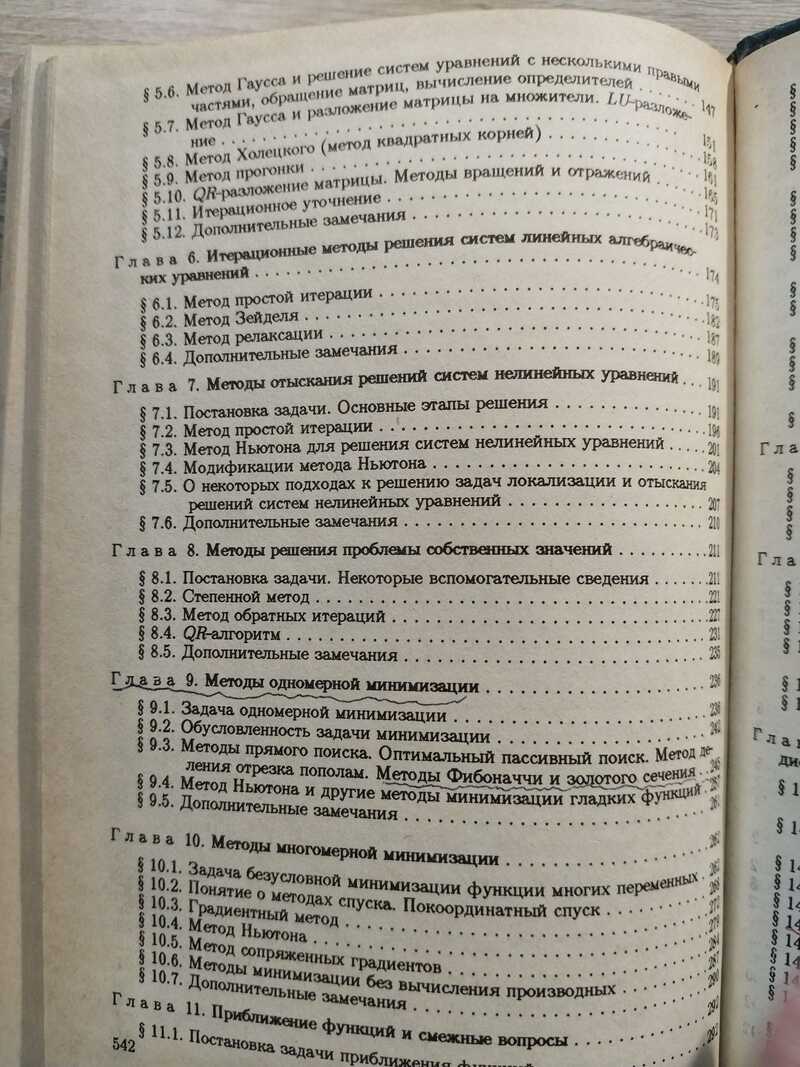 § 5.6. Метод Гаусса и решение систем уравнений с несколькими правыми
частями, обращение матриц, вычисление определителей . . . . . . 147
§ 5.7. Метод Гаусса и разложение матрицы на множители. LU-разложе-
ние . . . . . . . . . . . . . . . . . . . . . . . . 151
§ 5.8. Метод Холецкого (метод квадратных корней) . . . . . . . . . . 158
§ 5.9. Метод прогонки . . . . . . . . . . . . . . . . . . . . 161
§ 5.10. QR-разложение матрицы. Методы вращений и отражений . . . . 165
§ 5.11. Итерационное уточнение . . . . . . . . . . . . . . . . 171
§ 5.12. Дополнительные замечания . . . . . . . . . . . . . . . 173
Глава 6. Итерационные методы решения систем линейных алгебраичес-
ких уравнений . . . . . . . . . . . . . . . . . . . . . 174
§ 6.1. Метод простой итерации . . . . . . . . . . . . . . . . 175
§ 6.2. Метод Зейделя . . . . . . . . . . . . . . . . . . . . 182
§ 6.3. Метод релаксации . . . . . . . . . . . . . . . . . . . 187
§ 6.4. Дополнительные замечания . . . . . . . . . . . . . . . 189
Глава 7. Методы отыскания решений систем нелинейных уравнений . . . 191
§ 7.1. Постановка задачи. Основные этапы решения . . . . . . . . . 191
§ 7.2. Метод простой итерации . . . . . . . . . . . . . . . . 196
§ 7.3. Метод Ньютона для решения систем нелинейных уравнений . . . . 201
§ 7.4. Модификации метода Ньютона . . . . . . . . . . . . . . 204
§ 7.5. О некоторых подходах к решению задач локализации и отыскания
решений систем нелинейных уравнений . . . . . . . . . . . . 207
§ 7.6. Дополнительные замечания . . . . . . . . . . . . . . . 210
Глава 8. Методы решения проблемы собственных значений . . . . . . . 211
§ 8.1. Постановка задачи. Некоторые вспомогательные сведения . . . . . 211
§ 8.2. Степенной метод . . . . . . . . . . . . . . . . . . . 221
§ 8.3. Метод обратных итераций . . . . . . . . . . . . . . . . 227
§ 8.4. QR-алгоритм . . . . . . . . . . . . . . . . . . . . . 231
§ 8.5. Дополнительные замечания . . . . . . . . . . . . . . . 235
Глава 9. Методы одномерной минимизации . . . . . . . . . . . . . 236
§ 9.1. Задача одномерной минимизации . . . . . . . . . . . . . 236
§ 9.2. Обусловленность задачи минимизации . . . . . . . . . . . 242
§ 9.3. Методы прямого поиска. Оптимальный пассивный поиск. Метод де-
ления отрезка пополам. Методы Фибоначчи и золотого сечения . .
§ 9.4. Метод Ньютона и другие методы минимизации гладких функций .
§ 9.5. Дополнительные замечания . . . . . . . . . . . . . . .
Глава 10. Методы многомерной минимизации . . . . . . . . . . . .
§ 10.1. Задача безусловной минимизации функции многих переменных .
§ 10.2. Понятие о методах спуска. Покоординатный спуск . . . . . . 268
§ 10.3. Градиентный метод . . . . . . . . . . . . . . . . . . 272
§ 10.4. Метод Ньютона . . . . . . . . . . . . . . . . . . . 279
§ 10.5. Метод сопряженных градиентов . . . . . . . . . . . . . 284
§ 10.6. Методы минимизации без вычисления производных . . . . . . 287
§ 10.7. Дополнительные замечания . . . . . . . . . . . . . . . 290
Глава 11. Приближение функций и смежные вопросы . . . . . . . . . 292
§ 11.1. Постановка задачи приближения функций . . . . . . . . . . 292
542